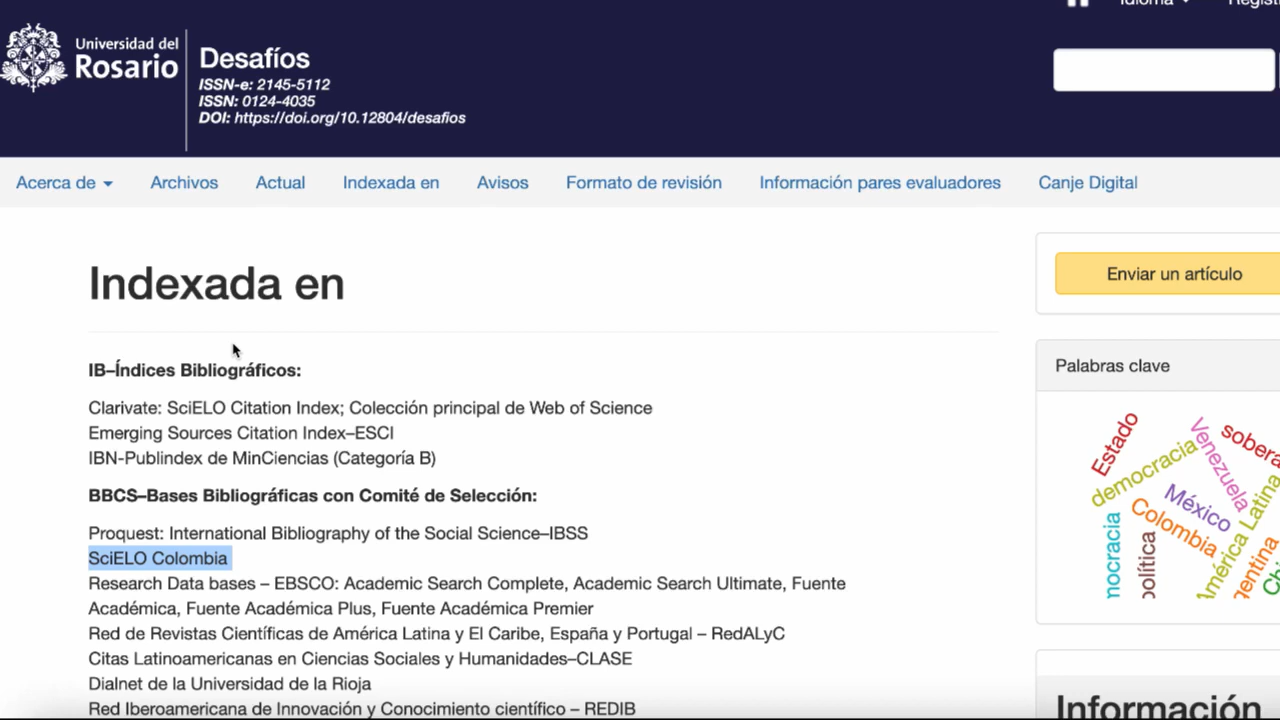 Idioma
Universidad del
Rosario
Desafíos
ISSN-e: 2145-5112
ISSN: 0124-4035
DOI: https://doi.org/10.12804/desafios
Acerca de
Archivos
Actual
Indexada en
Avisos
Formato de revisión
Información pares evaluadores
Canje Digital
Indexada en
IB–Índices Bibliográficos:
Clarivate: SciELO Citation Index; Colección principal de Web of Science
Emerging Sources Citation Index–ESCI
IBN-Publindex de MinCiencias (Categoría B)
BBCS–Bases Bibliográficas con Comité de Selección:
Proquest: International Bibliography of the Social Science–IBSS
SciELO Colombia
Research Data bases – EBSCO: Academic Search Complete, Academic Search Ultimate, Fuente
Académica, Fuente Académica Plus, Fuente Académica Premier
Red de Revistas Científicas de América Latina y El Caribe, España y Portugal – RedALyC
Citas Latinoamericanas en Ciencias Sociales y Humanidades–CLASE
Dialnet de la Universidad de la Rioja
Red Iberoamericana de Innovación y Conocimiento científico – REDIB
Enviar un artículo
Palabras clave
Estado
democracia
Venezuela
México
Colombia
América Latina
política
Información